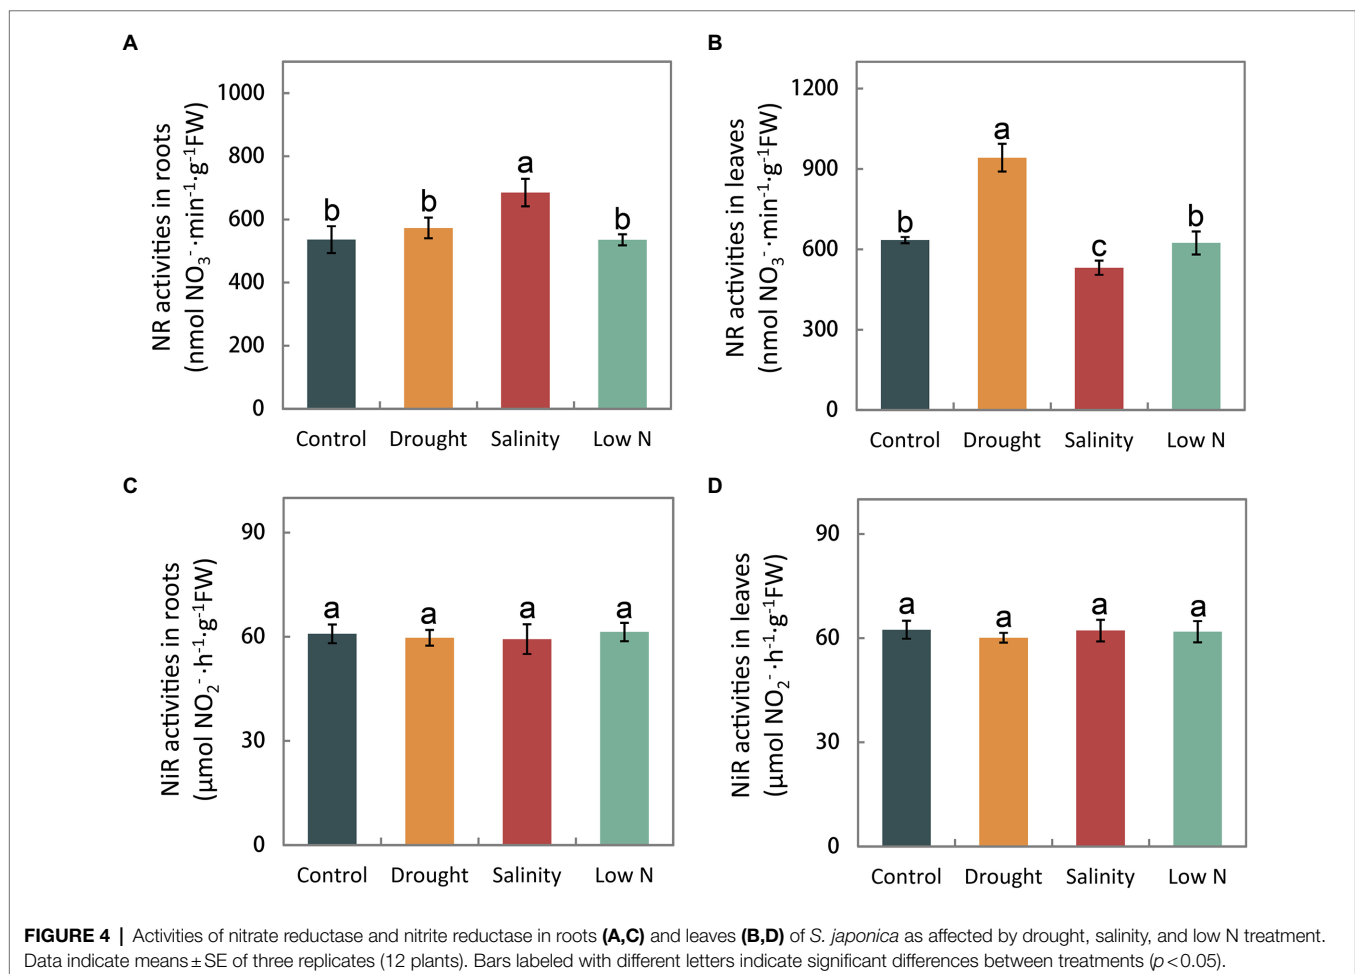 A
NR activities in roots
(nmol NO₃⁻·min⁻¹·g⁻¹FW)
1000
800
600
400
200
0
b
b
a
b
Control Drought Salinity Low N
B
NR activities in leaves
(nmol NO₃⁻·min⁻¹·g⁻¹FW)
1200
900
600
300
0
b
a
c
b
Control Drought Salinity Low N
C
NiR activities in roots
(μmol NO₂⁻·h⁻¹·g⁻¹FW)
90
60
30
0
a
a
a
a
Control Drought Salinity Low N
D
NiR activities in leaves
(μmol NO₂⁻·h⁻¹·g⁻¹FW)
90
60
30
0
a
a
a
a
Control Drought Salinity Low N
FIGURE 4 | Activities of nitrate reductase and nitrite reductase in roots (A,C) and leaves (B,D) of S. japonica as affected by drought, salinity, and low N treatment.
Data indicate means±SE of three replicates (12 plants). Bars labeled with different letters indicate significant differences between treatments (p<0.05).